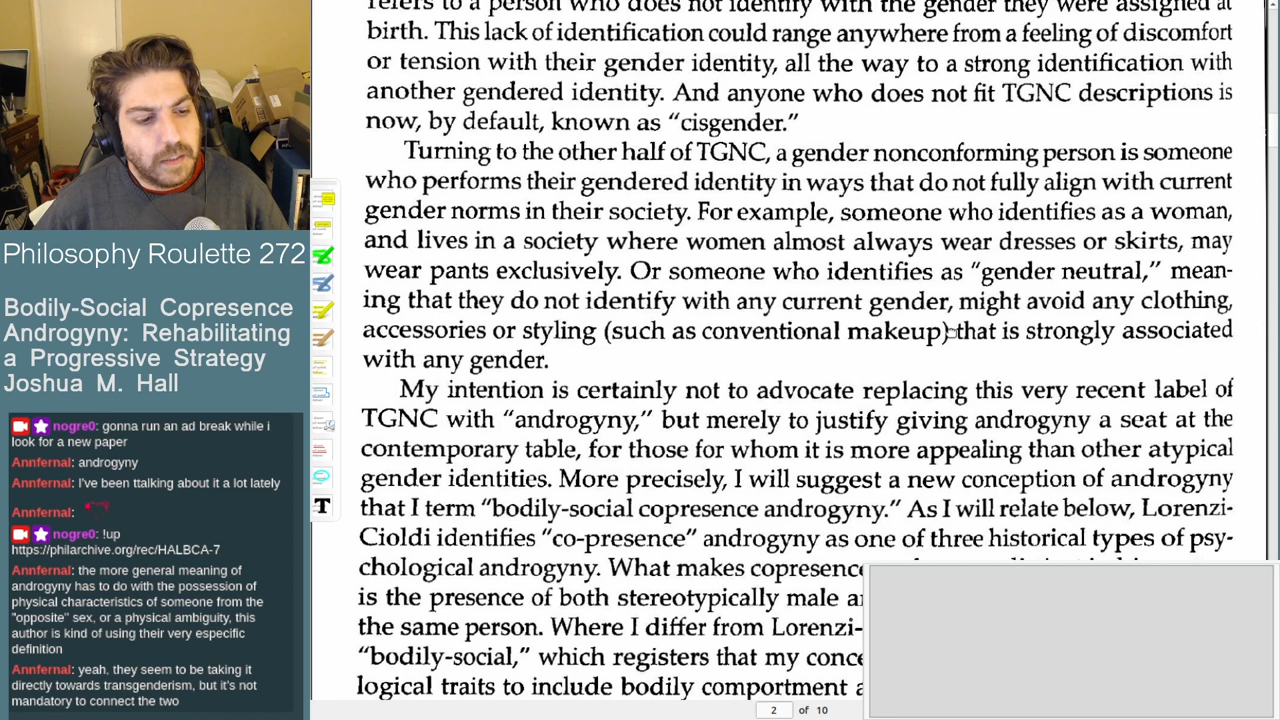 refers to a person who does not identify with the gender they were assigned at
birth. This lack of identification could range anywhere from a feeling of discomfort
or tension with their gender identity, all the way to a strong identification with
another gendered identity. And anyone who does not fit TGNC descriptions is
now, by default, known as "cisgender."
Turning to the other half of TGNC, a gender nonconforming person is someone
who performs their gendered identity in ways that do not fully align with current
gender norms in their society. For example, someone who identifies as a woman,
and lives in a society where women almost always wear dresses or skirts, may
wear pants exclusively. Or someone who identifies as "gender neutral," mean-
ing that they do not identify with any current gender, might avoid any clothing,
accessories or styling (such as conventional makeup) that is strongly associated
with any gender.
My intention is certainly not to advocate replacing this very recent label of
TGNC with "androgyny," but merely to justify giving androgyny a seat at the
contemporary table, for those for whom it is more appealing than other atypical
gender identities. More precisely, I will suggest a new conception of androgyny
that I term "bodily-social copresence androgyny." As I will relate below, Lorenzi-
Cioldi identifies "co-presence" androgyny as one of three historical types of psy-
chological androgyny. What makes copresence
is the presence of both stereotypically male
the same person. Where I differ from Lorenzi-
"bodily-social," which registers that my
logical traits to include bodily comportment
2 of 10
T
Philosophy Roulette 272
Bodily-Social Copresence
Androgyny: Rehabilitating
a Progressive Strategy
Joshua M. Hall
nogre0: gonna run an ad break while i
look for a new paper
Annfernal: androgyny
Annfernal: I've been ttalking about it a lot lately
Annfernal:
nogre0: !up
https://philarchive.org/rec/HALBCA-7
Annfernal: the more general meaning of
androgyny has to do with the possession of
physical characteristics of someone from the
"opposite" sex, or a physical ambiguity, this
author is kind of using their very especific
definition
Annfernal: yeah, they seem to be taking it
directly towards transgenderism, but it's not
mandatory to connect the two